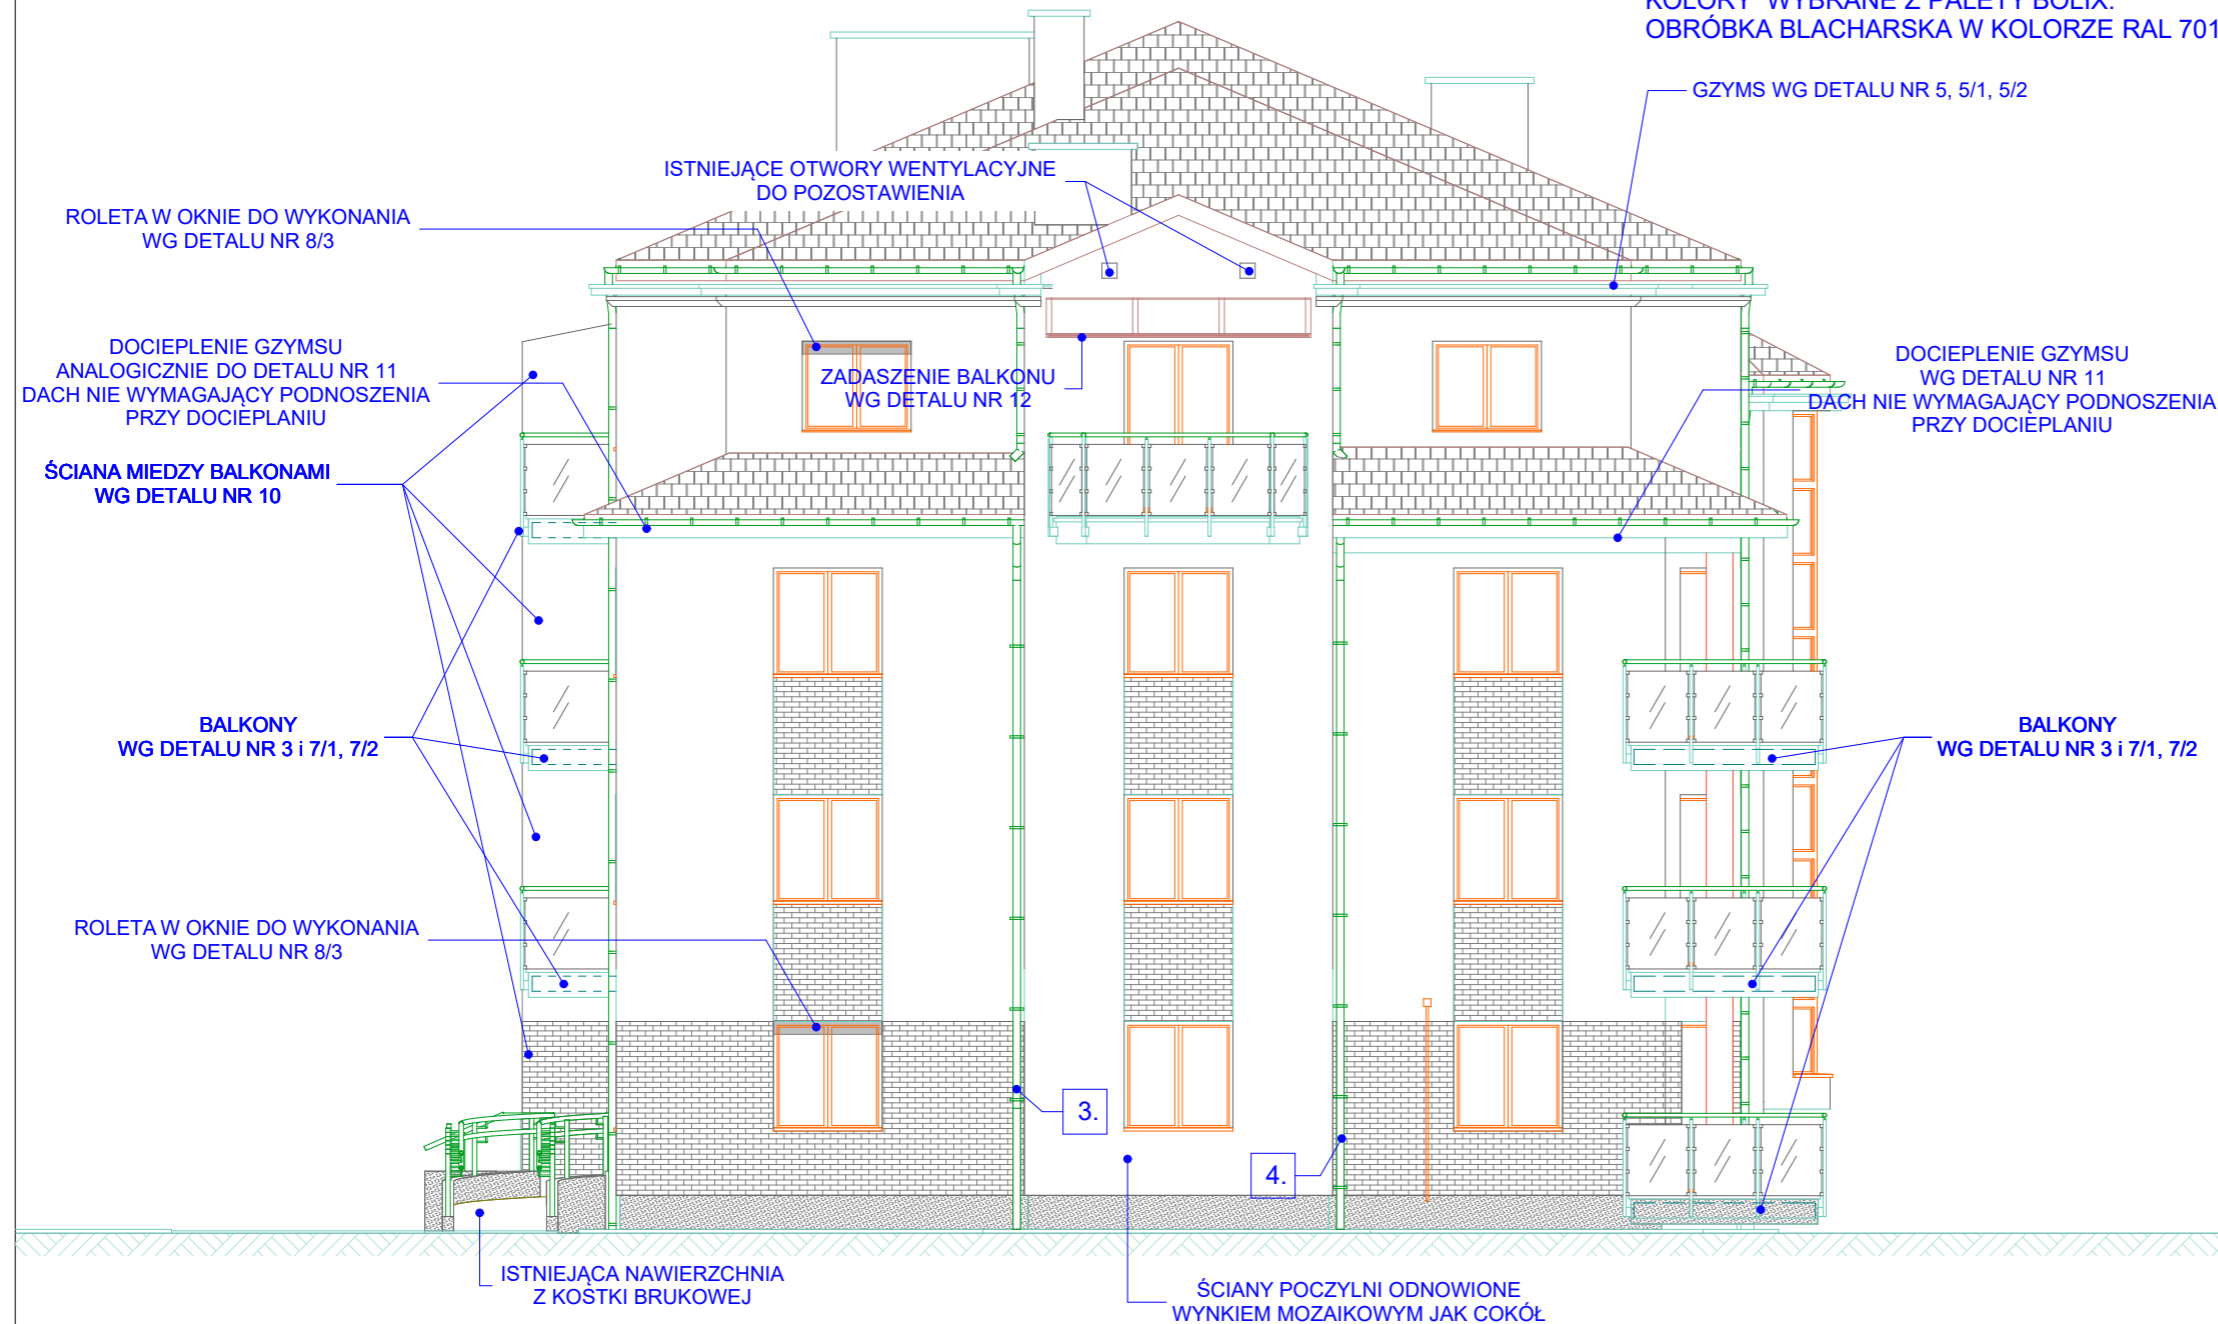 KOLORY WYBRANE Z PALETY BOLIX.
OBRÓBKA BLACHARSKA W KOLORZE RAL 701
GZYMS WG DETALU NR 5, 5/1, 5/2
ISTNIEJĄCE OTWORY WENTYLACYJNE
DO POZOSTAWIENIA
ROLETA W OKNIE DO WYKONANIA
WG DETALU NR 8/3
DOCIEPLENIE GZYMSU
ANALOGICZNIE DO DETALU NR 11
DACH NIE WYMAGAJĄCY PODNOSZENIA
PRZY DOCIEPLANIU
ZADASZENIE BALKONU
WG DETALU NR 12
DOCIEPLENIE GZYMSU
WG DETALU NR 11
DACH NIE WYMAGAJĄCY PODNOSZENIA
PRZY DOCIEPLANIU
ŚCIANA MIEDZY BALKONAMI
WG DETALU NR 10
BALKONY
WG DETALU NR 3 i 7/1, 7/2
BALKONY
WG DETALU NR 3 i 7/1, 7/2
ROLETA W OKNIE DO WYKONANIA
WG DETALU NR 8/3
3.
4.
ISTNIEJĄCA NAWIERZCHNIA
Z KOSTKI BRUKOWEJ
ŚCIANY POCZYLNI ODNOWIONE
WYNKIEM MOZAIKOWYM JAK COKÓŁ